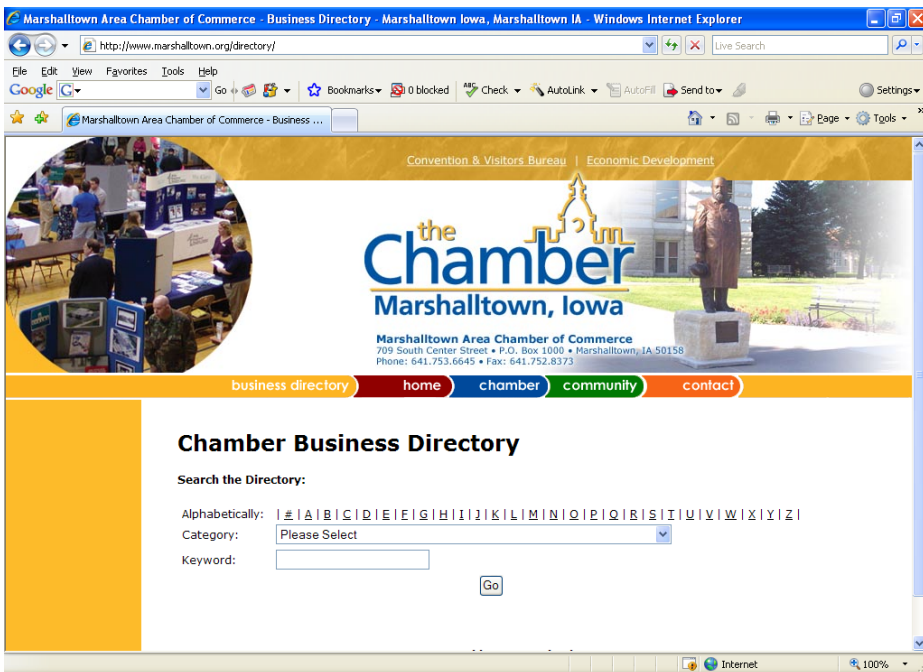 Marshalltown Area Chamber of Commerce - Business Directory - Marshalltown Iowa, Marshalltown IA - Windows Internet Explorer
http://www.marshalltown.org/directory/
Live Search
File Edit View Favorites Tools Help
Google G Go Bookmarks 0 blocked ABC Check AutoLink AutoFill Send to Settings
Marshalltown Area Chamber of Commerce - Business ... Page Tools »
Convention & Visitors Bureau | Economic Development
the
Chamber
Marshalltown, Iowa
Marshalltown Area Chamber of Commerce
709 South Center Street • P.O. Box 1000 • Marshalltown, IA 50158
Phone: 641.753.6645 • Fax: 641.752.8373
business directory home chamber community contact
Chamber Business Directory
Search the Directory:
Alphabetically: | # | A | B | C | D | E | F | G | H | I | J | K | L | M | N | O | P | Q | R | S | T | U | V | W | X | Y | Z |
Category: Please Select
Keyword:
Go
Internet 100%